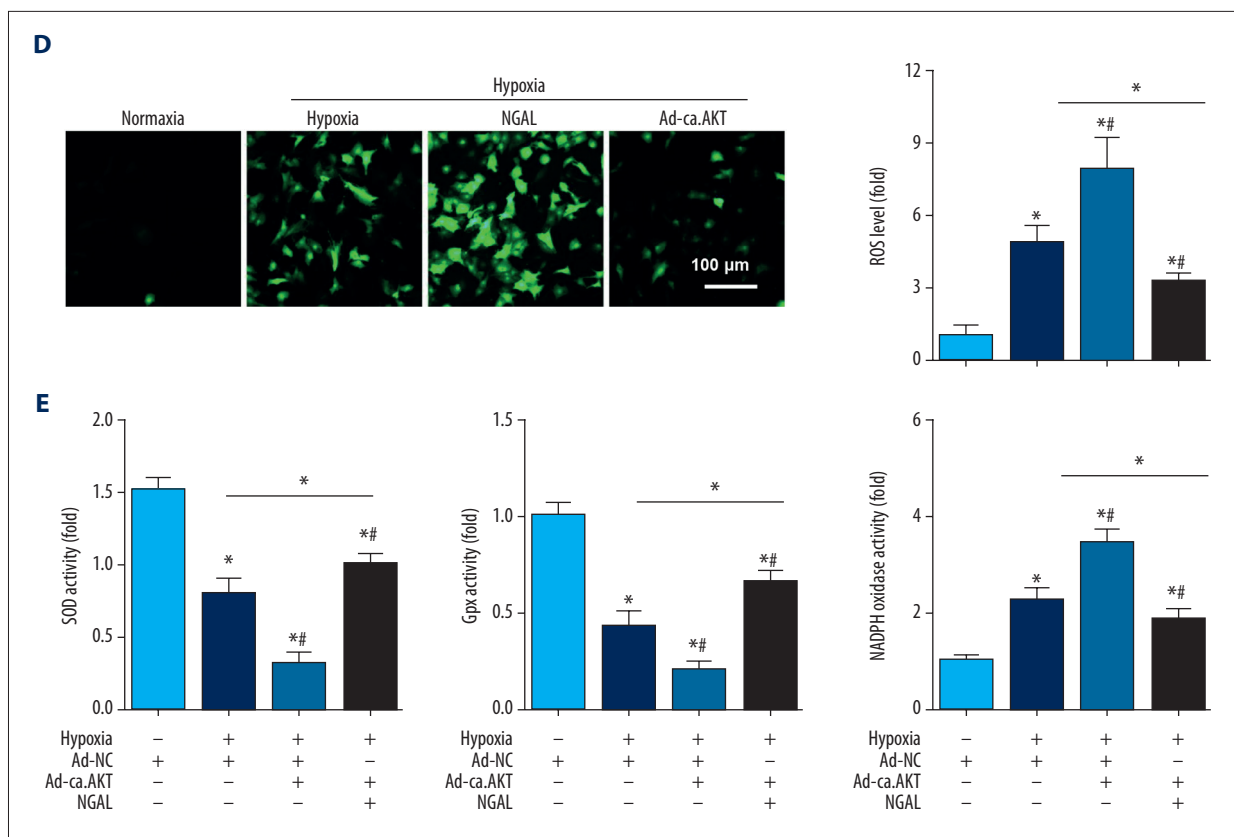 D
Hypoxia
Normaxia Hypoxia NGAL Ad-ca.AKT
100 µm
ROS level (fold)
12
9
6
3
0
*
*#
*#
*
E
SOD activity (fold)
2.0
1.5
1.0
0.5
0.0
*
*#
*#
*
Hypoxia – + + +
Ad-NC + + + –
Ad-ca.AKT – – + +
NGAL – – – +
Gpx activity (fold)
1.5
1.0
0.5
0.0
*
*#
*#
*
Hypoxia – + + +
Ad-NC + + + –
Ad-ca.AKT – – + +
NGAL – – – +
NADPH oxidase activity (fold)
6
4
2
0
*
*#
*#
*
Hypoxia – + + +
Ad-NC + + + –
Ad-ca.AKT – – + +
NGAL – – – +